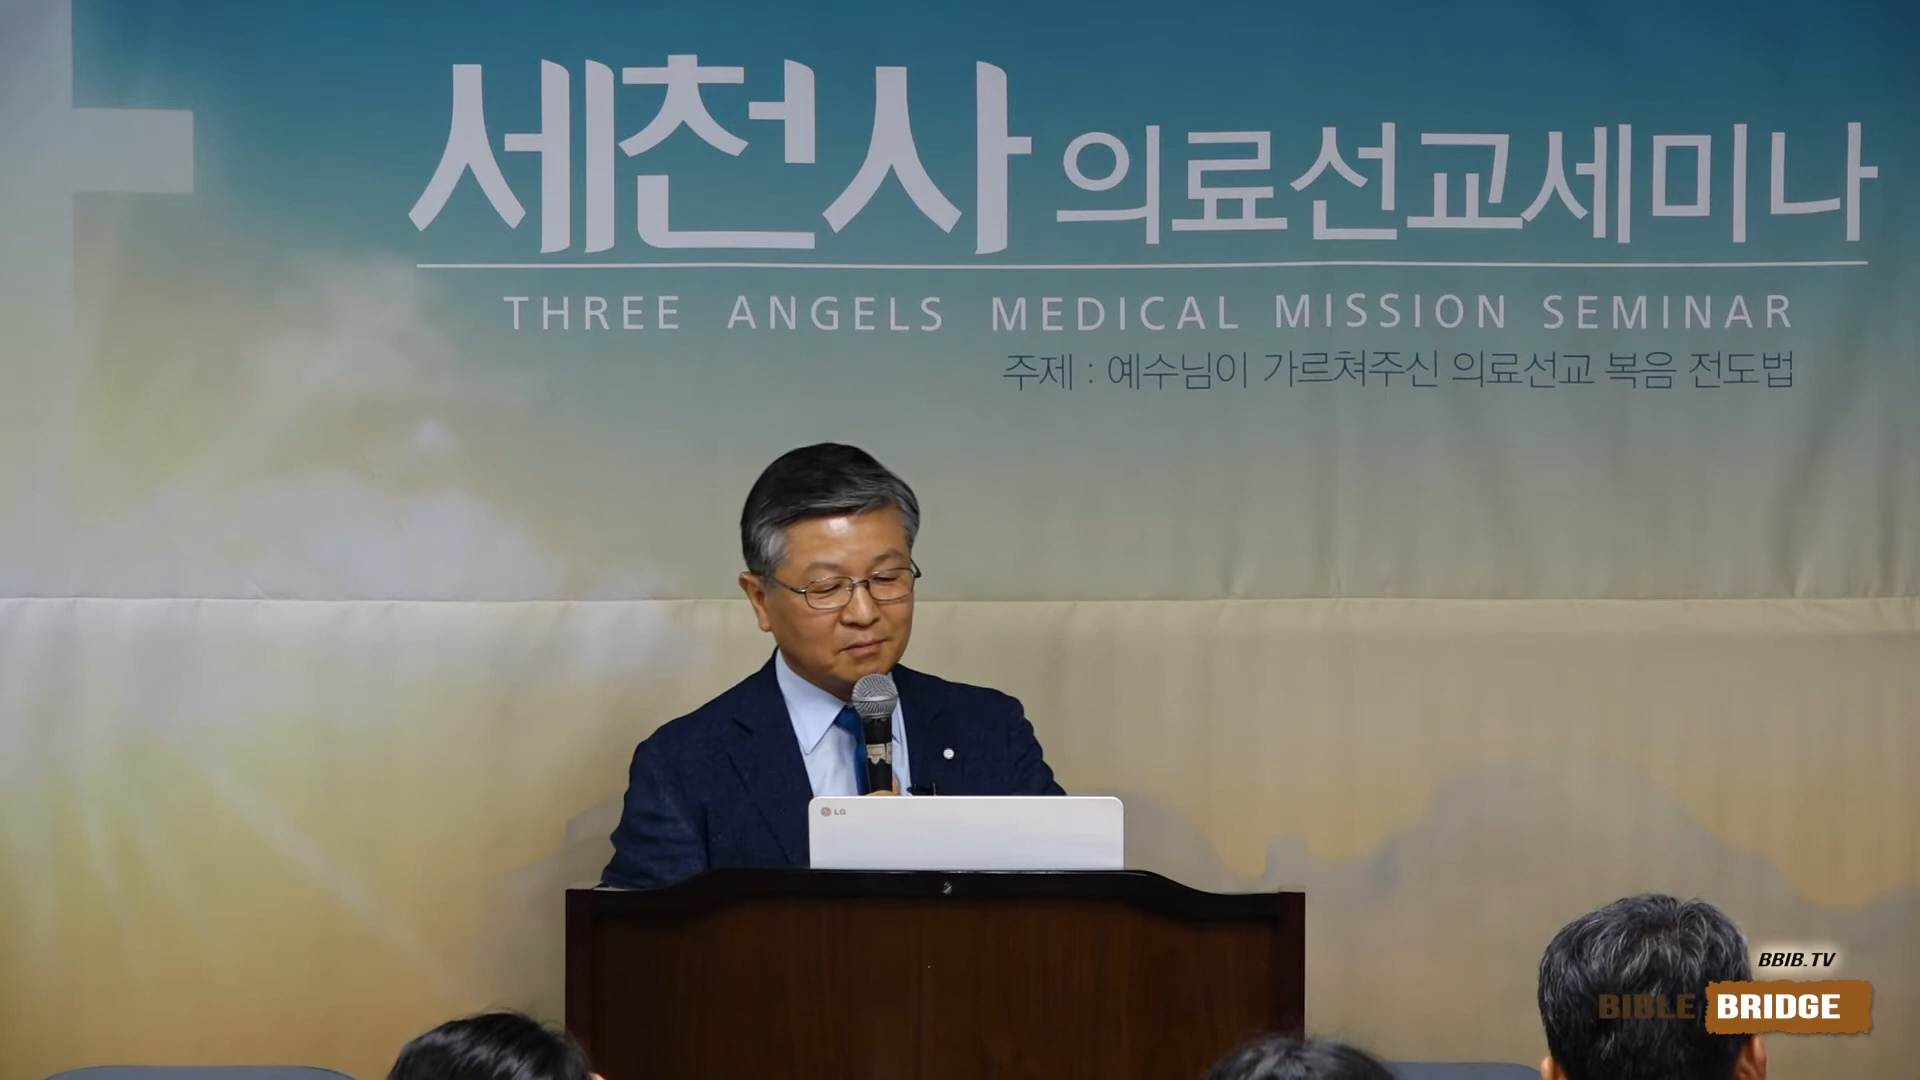 세천사 의료선교세미나
THREE ANGELS MEDICAL MISSION SEMINAR
주제 : 예수님이 가르쳐주신 의료선교 복음 전도법
LG
BBIB.TV
BIBLE BRIDGE